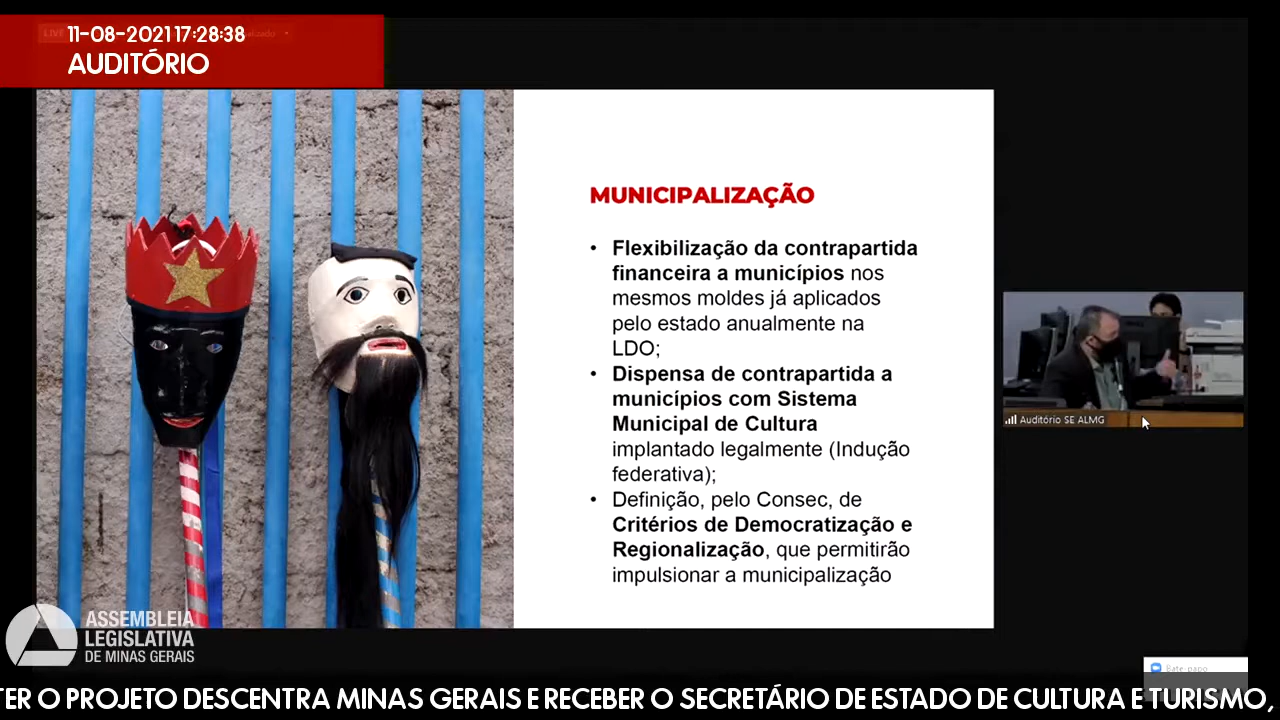 LIVE
11-08-2021 17:28:38
AUDITÓRIO
MUNICIPALIZAÇÃO
• Flexibilização da contrapartida
financeira a municípios nos
mesmos moldes já aplicados
pelo estado anualmente na
LDO;
• Dispensa de contrapartida a
municípios com Sistema
Municipal de Cultura
implantado legalmente (Indução
federativa);
• Definição, pelo Consec, de
Critérios de Democratização e
Regionalização, que permitirão
impulsionar a municipalização
Auditório SE ALMG
ASSEMBLEIA
LEGISLATIVA
DE MINAS GERAIS
Bate-papo
TER O PROJETO DESCENTRA MINAS GERAIS E RECEBER O SECRETÁRIO DE ESTADO DE CULTURA E TURISMO,